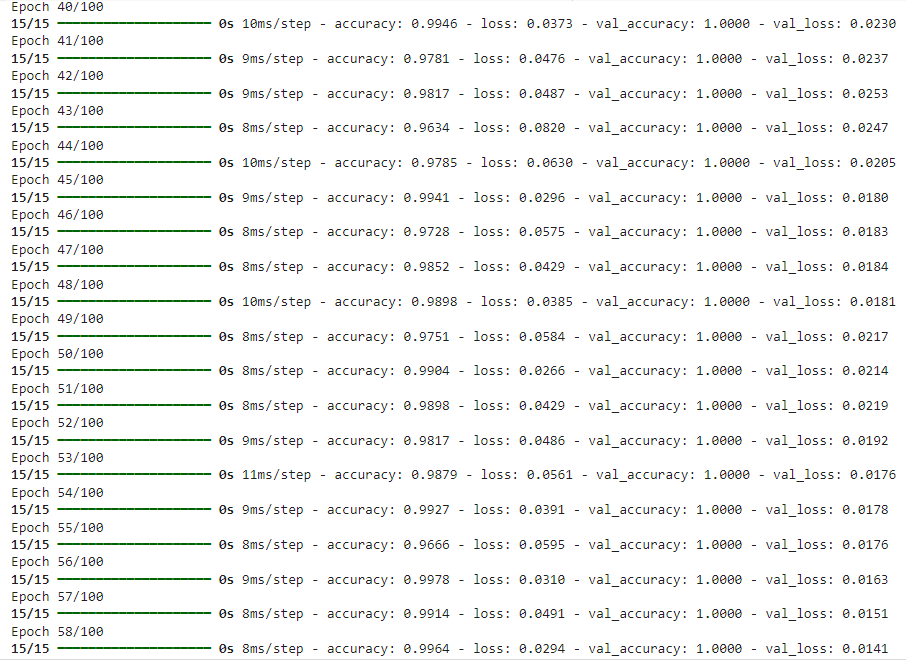 Epoch 40/100
15/15 ━━━━━━━━━━━━━━━━━━━━ 0s 10ms/step - accuracy: 0.9946 - loss: 0.0373 - val_accuracy: 1.0000 - val_loss: 0.0230
Epoch 41/100
15/15 ━━━━━━━━━━━━━━━━━━━━ 0s 9ms/step - accuracy: 0.9781 - loss: 0.0476 - val_accuracy: 1.0000 - val_loss: 0.0237
Epoch 42/100
15/15 ━━━━━━━━━━━━━━━━━━━━ 0s 9ms/step - accuracy: 0.9817 - loss: 0.0487 - val_accuracy: 1.0000 - val_loss: 0.0253
Epoch 43/100
15/15 ━━━━━━━━━━━━━━━━━━━━ 0s 8ms/step - accuracy: 0.9634 - loss: 0.0820 - val_accuracy: 1.0000 - val_loss: 0.0247
Epoch 44/100
15/15 ━━━━━━━━━━━━━━━━━━━━ 0s 10ms/step - accuracy: 0.9785 - loss: 0.0630 - val_accuracy: 1.0000 - val_loss: 0.0205
Epoch 45/100
15/15 ━━━━━━━━━━━━━━━━━━━━ 0s 9ms/step - accuracy: 0.9941 - loss: 0.0296 - val_accuracy: 1.0000 - val_loss: 0.0180
Epoch 46/100
15/15 ━━━━━━━━━━━━━━━━━━━━ 0s 8ms/step - accuracy: 0.9728 - loss: 0.0575 - val_accuracy: 1.0000 - val_loss: 0.0183
Epoch 47/100
15/15 ━━━━━━━━━━━━━━━━━━━━ 0s 8ms/step - accuracy: 0.9852 - loss: 0.0429 - val_accuracy: 1.0000 - val_loss: 0.0184
Epoch 48/100
15/15 ━━━━━━━━━━━━━━━━━━━━ 0s 10ms/step - accuracy: 0.9898 - loss: 0.0385 - val_accuracy: 1.0000 - val_loss: 0.0181
Epoch 49/100
15/15 ━━━━━━━━━━━━━━━━━━━━ 0s 8ms/step - accuracy: 0.9751 - loss: 0.0584 - val_accuracy: 1.0000 - val_loss: 0.0217
Epoch 50/100
15/15 ━━━━━━━━━━━━━━━━━━━━ 0s 8ms/step - accuracy: 0.9904 - loss: 0.0266 - val_accuracy: 1.0000 - val_loss: 0.0214
Epoch 51/100
15/15 ━━━━━━━━━━━━━━━━━━━━ 0s 8ms/step - accuracy: 0.9898 - loss: 0.0429 - val_accuracy: 1.0000 - val_loss: 0.0219
Epoch 52/100
15/15 ━━━━━━━━━━━━━━━━━━━━ 0s 9ms/step - accuracy: 0.9817 - loss: 0.0486 - val_accuracy: 1.0000 - val_loss: 0.0192
Epoch 53/100
15/15 ━━━━━━━━━━━━━━━━━━━━ 0s 11ms/step - accuracy: 0.9879 - loss: 0.0561 - val_accuracy: 1.0000 - val_loss: 0.0176
Epoch 54/100
15/15 ━━━━━━━━━━━━━━━━━━━━ 0s 9ms/step - accuracy: 0.9927 - loss: 0.0391 - val_accuracy: 1.0000 - val_loss: 0.0178
Epoch 55/100
15/15 ━━━━━━━━━━━━━━━━━━━━ 0s 8ms/step - accuracy: 0.9666 - loss: 0.0595 - val_accuracy: 1.0000 - val_loss: 0.0176
Epoch 56/100
15/15 ━━━━━━━━━━━━━━━━━━━━ 0s 9ms/step - accuracy: 0.9978 - loss: 0.0310 - val_accuracy: 1.0000 - val_loss: 0.0163
Epoch 57/100
15/15 ━━━━━━━━━━━━━━━━━━━━ 0s 8ms/step - accuracy: 0.9914 - loss: 0.0491 - val_accuracy: 1.0000 - val_loss: 0.0151
Epoch 58/100
15/15 ━━━━━━━━━━━━━━━━━━━━ 0s 8ms/step - accuracy: 0.9964 - loss: 0.0294 - val_accuracy: 1.0000 - val_loss: 0.0141